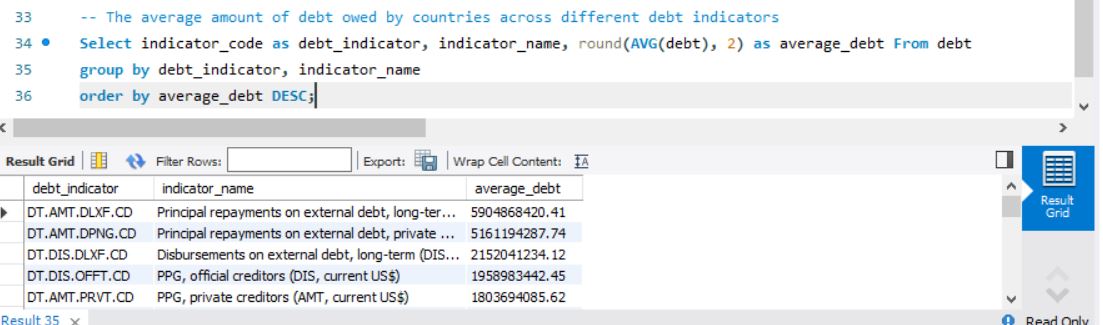 33 -- The average amount of debt owed by countries across different debt indicators
34 Select indicator_code as debt_indicator, indicator_name, round(AVG(debt), 2) as average_debt From debt
35 group by debt_indicator, indicator_name
36 order by average_debt DESC;
Result Grid Filter Rows: Export: Wrap Cell Content: IA
debt_indicator indicator_name average_debt
DT.AMT.DLXF.CD Principal repayments on external debt, long-ter... 5904868420.41
DT.AMT.DPNG.CD Principal repayments on external debt, private ... 5161194287.74
DT.DIS.DLXF.CD Disbursements on external debt, long-term (DIS... 2152041234.12
DT.DIS.OFFT.CD PPG, official creditors (DIS, current US$) 1958983442.45
DT.AMT.PRVT.CD PPG, private creditors (AMT, current US$) 1803694085.62
Result
Grid
Result 35 Read Only